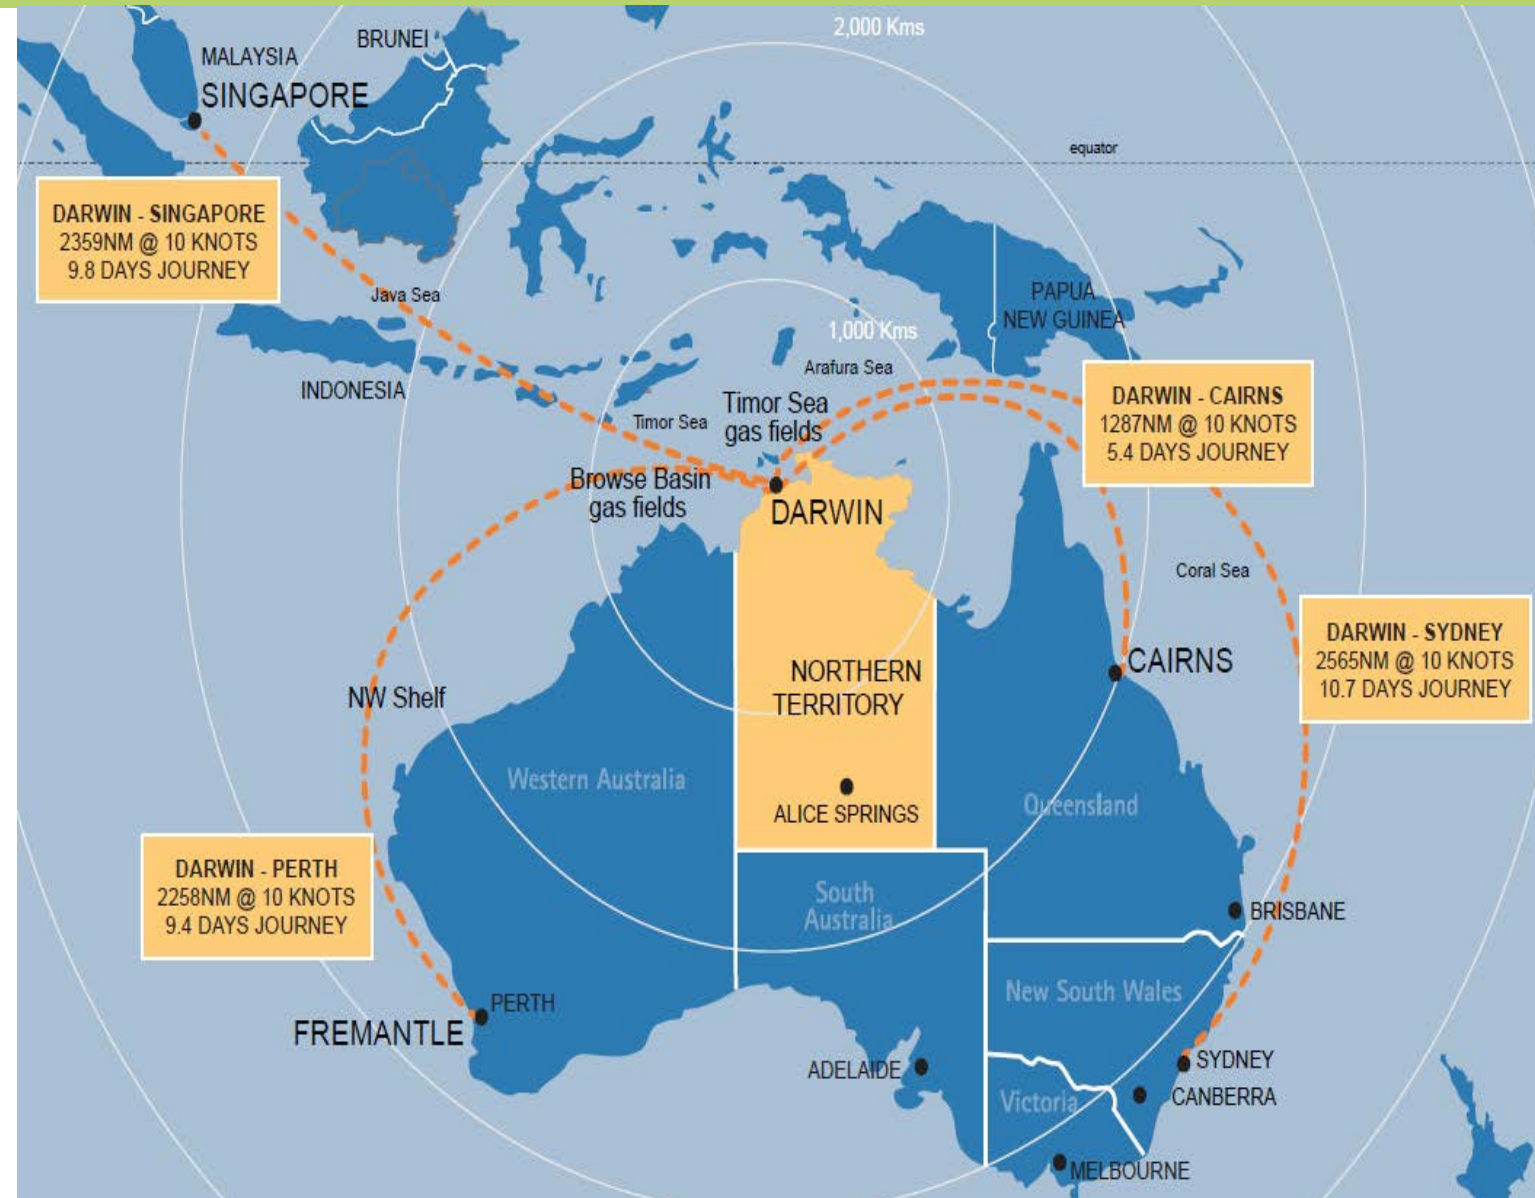 2,000 Kms
BRUNEI
MALAYSIA
SINGAPORE
equator
DARWIN - SINGAPORE
2359NM @ 10 KNOTS
9.8 DAYS JOURNEY
Java Sea
PAPUA
NEW GUINEA
1,000 Kms
Arafura Sea
INDONESIA
Timor Sea
Timor Sea
gas fields
DARWIN - CAIRNS
1287NM @ 10 KNOTS
5.4 DAYS JOURNEY
Browse Basin
gas fields
DARWIN
Coral Sea
DARWIN - SYDNEY
2565NM @ 10 KNOTS
10.7 DAYS JOURNEY
CAIRNS
NORTHERN
TERRITORY
NW Shelf
Western Australia
ALICE SPRINGS
Queensland
DARWIN - PERTH
2258NM @ 10 KNOTS
9.4 DAYS JOURNEY
South
Australia
BRISBANE
New South Wales
PERTH
FREMANTLE
ADELAIDE
SYDNEY
Victoria
CANBERRA
MELBOURNE